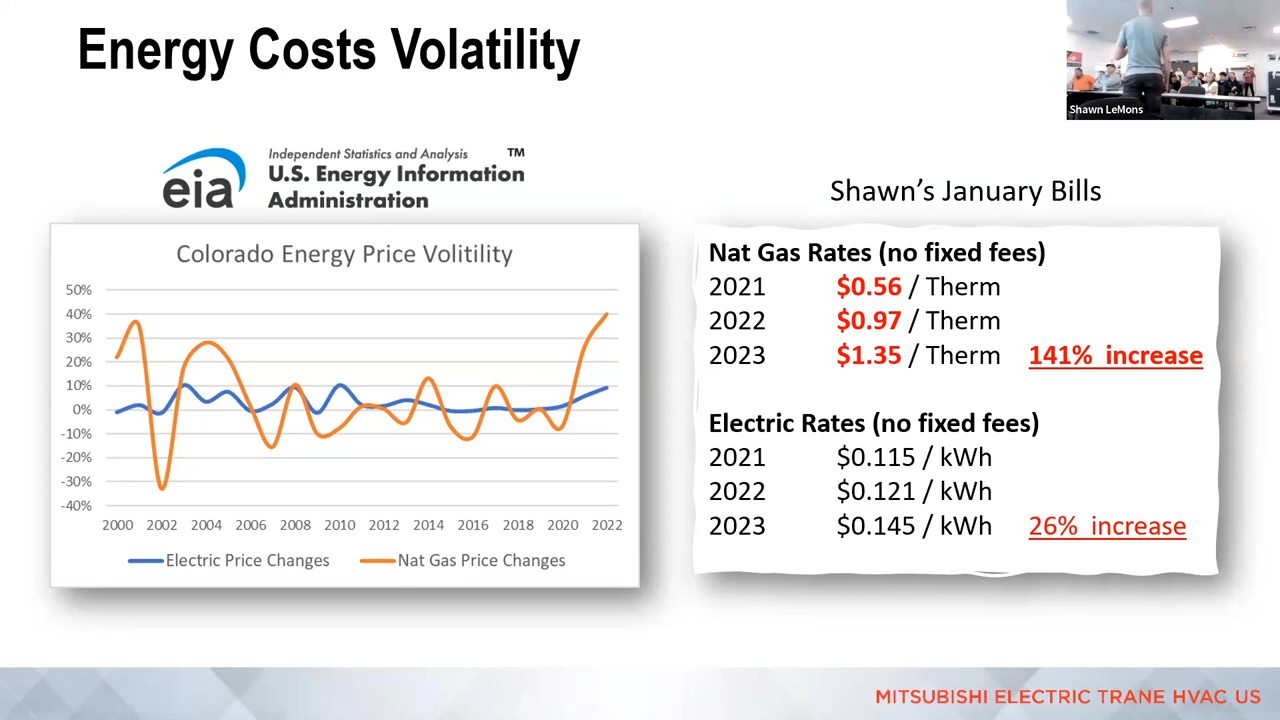 Energy Costs Volatility
Shawn LeMons
eia
Independent Statistics and Analysis
U.S. Energy Information
Administration
TM
Colorado Energy Price Volitility
50%
40%
30%
20%
10%
0%
-10%
-20%
-30%
-40%
2000 2002 2004 2006 2008 2010 2012 2014 2016 2018 2020 2022
Electric Price Changes Nat Gas Price Changes
Shawn’s January Bills
Nat Gas Rates (no fixed fees)
2021 $0.56 / Therm
2022 $0.97 / Therm
2023 $1.35 / Therm 141% increase
Electric Rates (no fixed fees)
2021 $0.115 / kWh
2022 $0.121 / kWh
2023 $0.145 / kWh 26% increase
MITSUBISHI ELECTRIC TRANE HVAC US